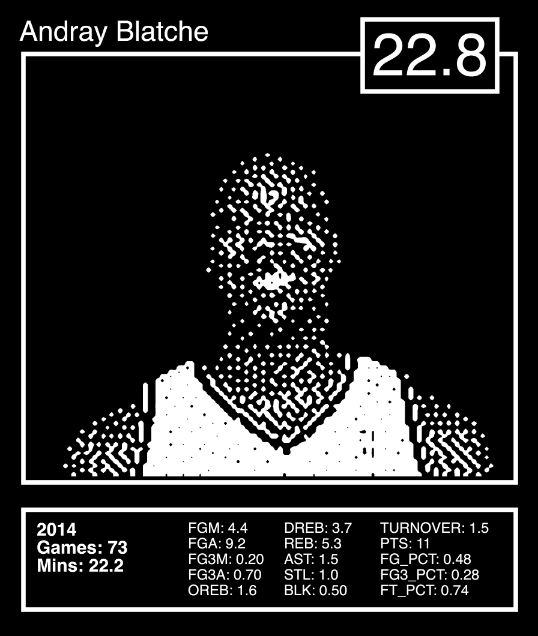 Andray Blatche
22.8
2014
Games: 73
Mins: 22.2
FGM: 4.4
FGA: 9.2
FG3M: 0.20
FG3A: 0.70
OREB: 1.6
DREB: 3.7
REB: 5.3
AST: 1.5
STL: 1.0
BLK: 0.50
TURNOVER: 1.5
PTS: 11
FG_PCT: 0.48
FG3_PCT: 0.28
FT_PCT: 0.74